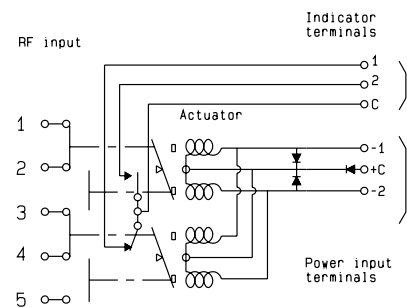 Indicator
terminals
RF input
1
2
C
Actuator
1
2
3
4
5
-1
+C
-2
Power input
terminals